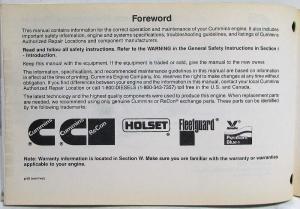 Foreword
This manual contains information for the correct operation and maintenance of your Cummins engine. It also includes
important safety information, engine and systems specifications, troubleshooting guidelines, and listings of Cummins
Authorized Repair Locations and component manufacturers.
Read and follow all safety instructions. Refer to the WARNING in the General Safety Instructions in Section i
- Introduction.
Keep this manual with the equipment. If the equipment is traded or sold, give the manual to the new owner.
The information, specifications, and recommended maintenance guidelines in this manual are based on information
in effect at the time of printing. Cummins Engine Company, Inc. reserves the right to make changes at any time without
obligation. If you find differences between your engine and the information in this manual, contact your local Cummins
Authorized Repair Location or call 1-800-DIESELS (1-800-343-7357) toll free in the U.S. and Canada.
The latest technology and the highest quality components were used to produce this engine. When replacement parts
are needed, we recommend using only genuine Cummins or ReCon® exchange parts. These parts can be identified
by the following trademarks:
Cummins
ReCon
HOLSET
Fleetguard
Premium
Blue
Note: Warranty information is located in Section W. Make sure you are familiar with the warranty or warranties
applicable to your engine.